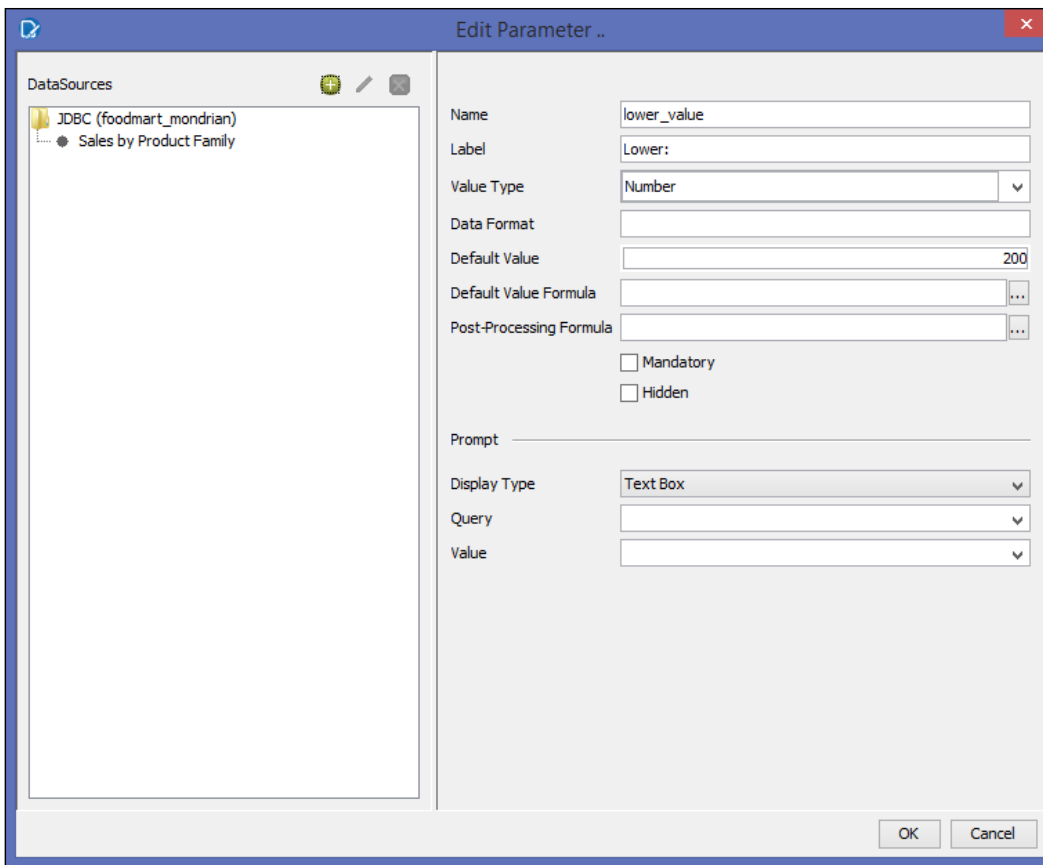 Edit Parameter ..
DataSources
JDBC (foodmart_mondrian)
Sales by Product Family
Name lower_value
Label Lower:
Value Type Number
Data Format
Default Value 200
Default Value Formula ...
Post-Processing Formula ...
Mandatory
Hidden
Prompt
Display Type Text Box
Query
Value
OK Cancel